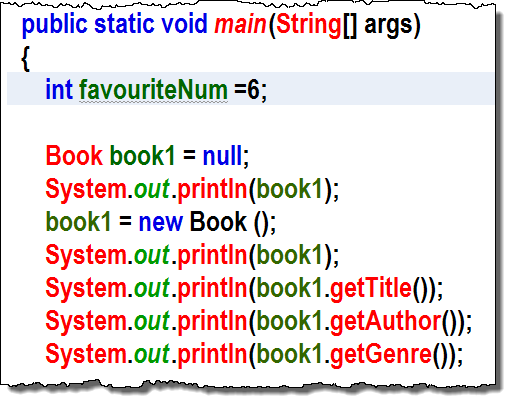 public static void main(String[] args)
{
int favouriteNum =6;
Book book1 = null;
System.out.println(book1);
book1 = new Book ();
System.out.println(book1);
System.out.println(book1.getTitle());
System.out.println(book1.getAuthor());
System.out.println(book1.getGenre());